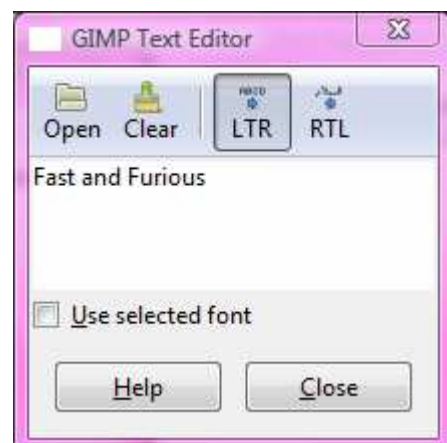 GIMP Text Editor
Open Clear LTR RTL
Fast and Furious
Use selected font
Help Close